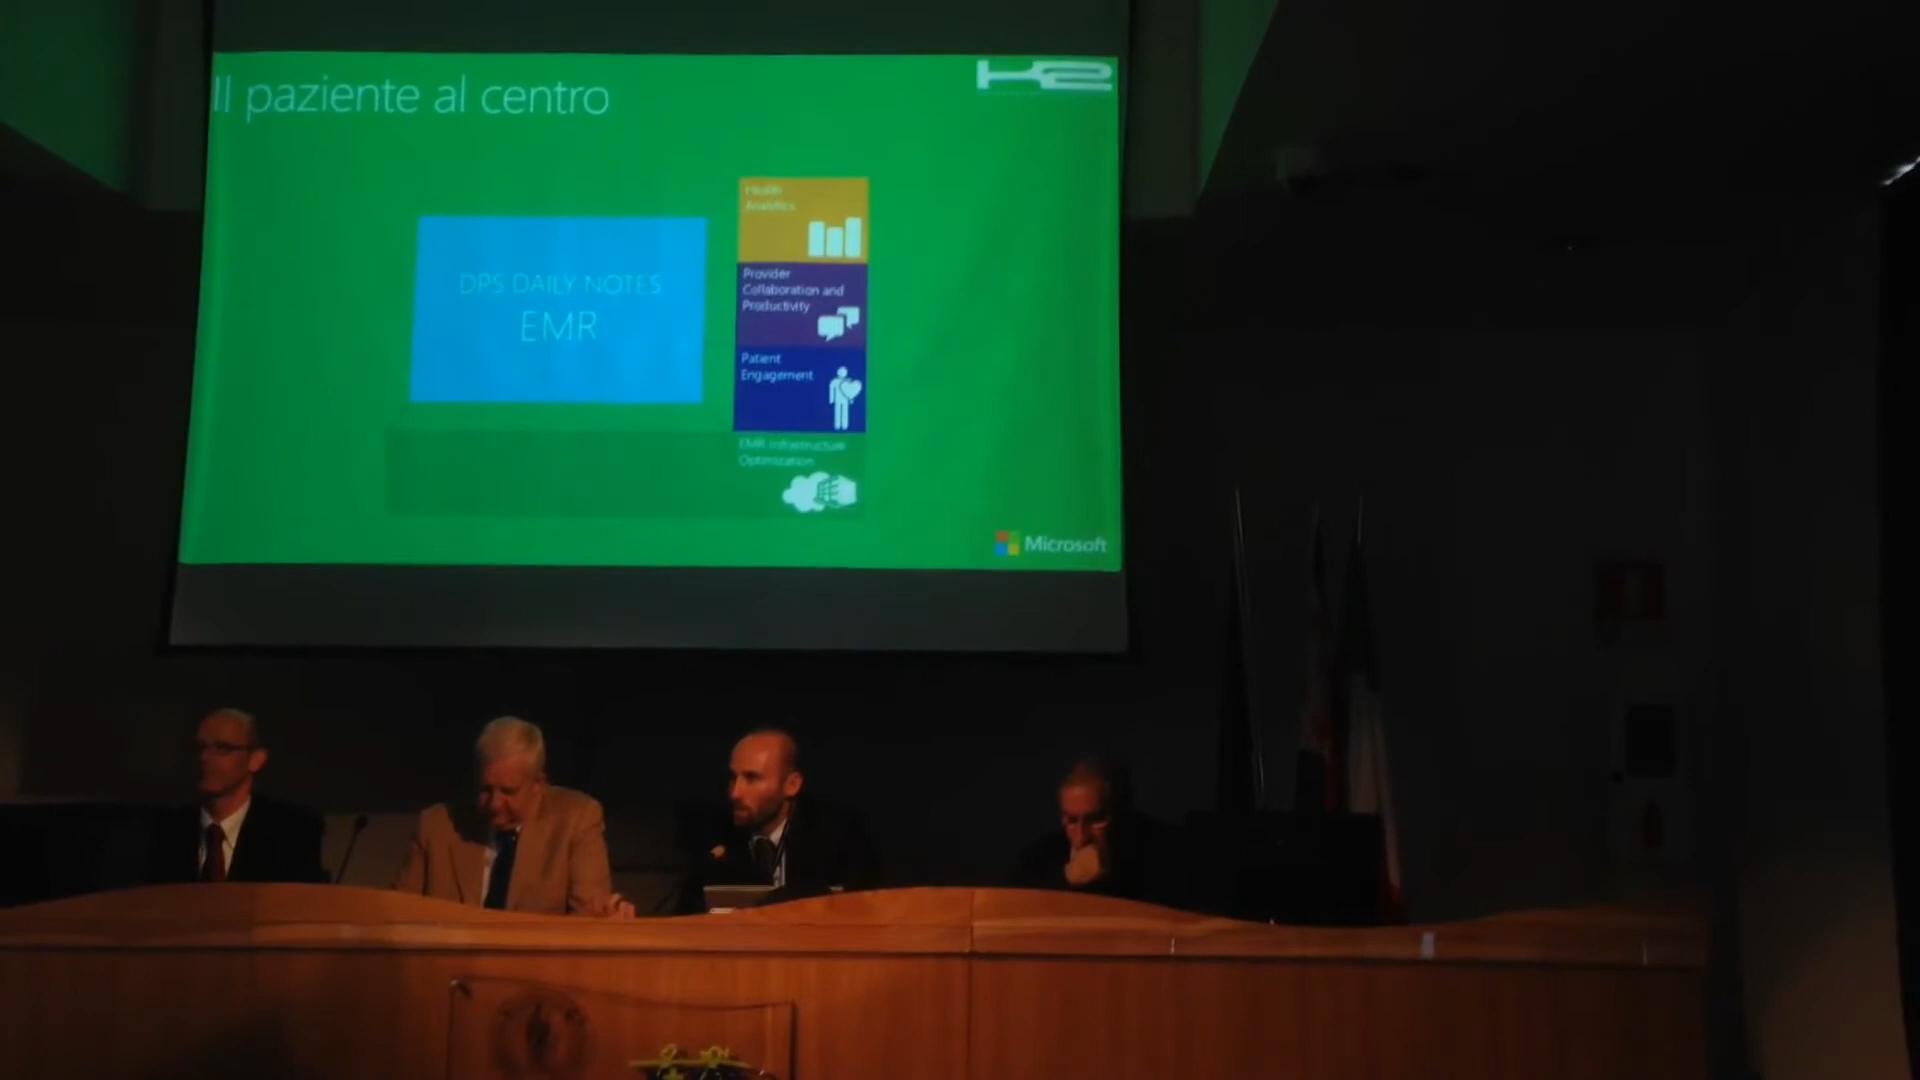 Il paziente al centro
K2
DPS DAILY NOTES
EMR
Health
Analytics
Provider
Collaboration and
Productivity
Patient
Engagement
EMR Infrastructure
Optimization
Microsoft